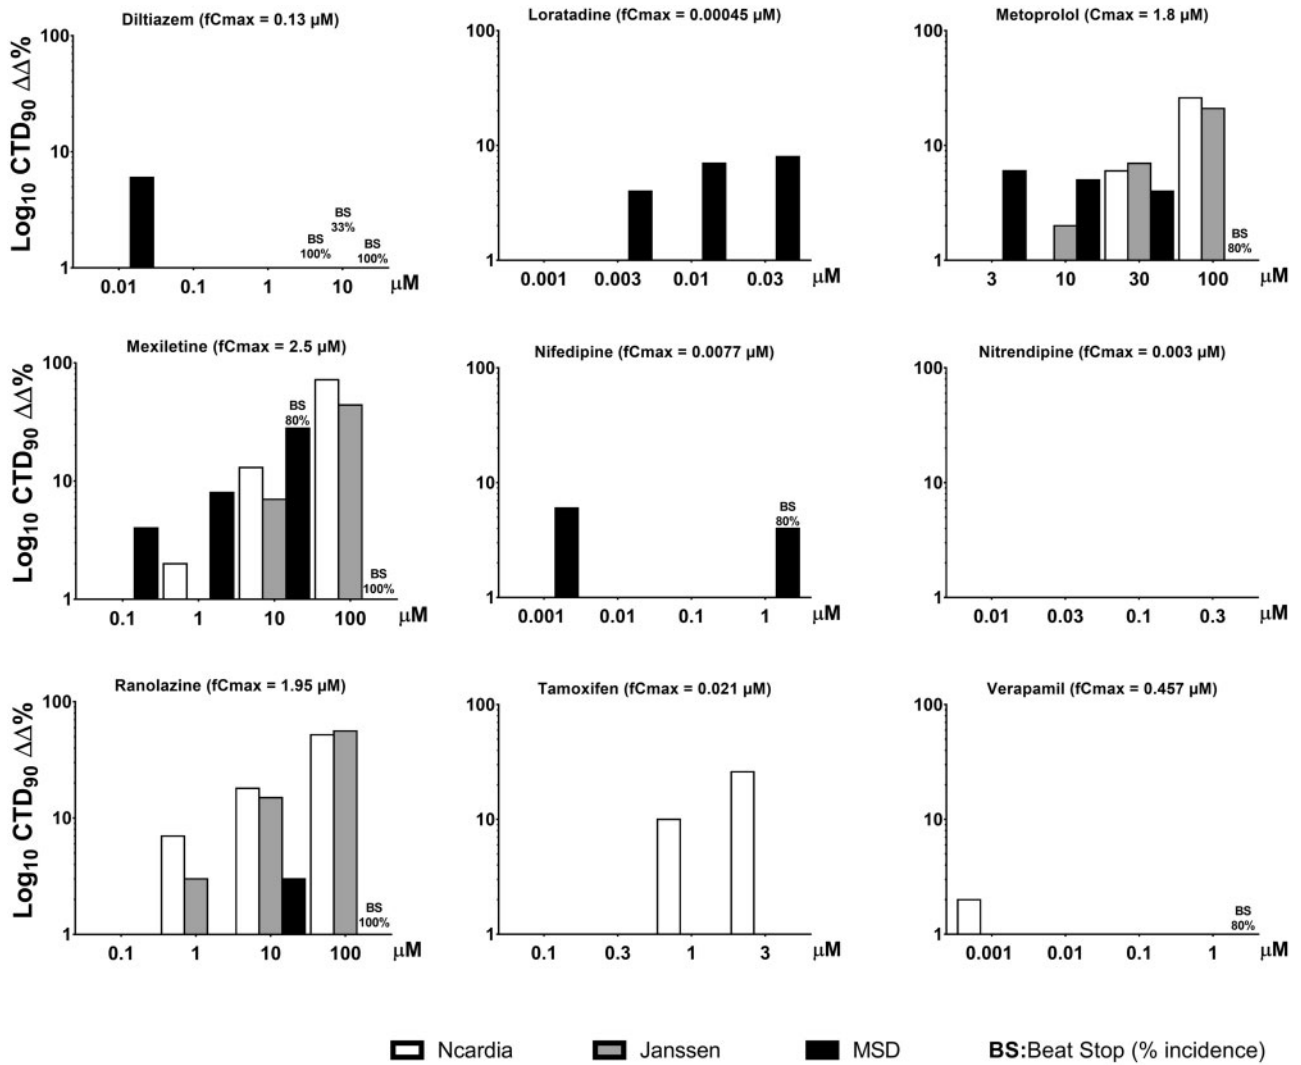 Diltiazem (fCmax = 0.13 µM)
Loratadine (fCmax = 0.00045 µM)
Metoprolol (Cmax = 1.8 µM)
Log10 CTD90 ΔΔ%
100
10
1
BS
100%
BS
33%
BS
100%
0.01 0.1 1 10 µM
100
10
1
0.001 0.003 0.01 0.03 µM
100
10
1
BS
80%
3 10 30 100 µM
Mexiletine (fCmax = 2.5 µM)
Nifedipine (fCmax = 0.0077 µM)
Nitrendipine (fCmax = 0.003 µM)
Log10 CTD90 ΔΔ%
100
10
1
BS
80%
BS
100%
0.1 1 10 100 µM
100
10
1
BS
80%
0.001 0.01 0.1 1 µM
100
10
1
0.01 0.03 0.1 0.3 µM
Ranolazine (fCmax = 1.95 µM)
Tamoxifen (fCmax = 0.021 µM)
Verapamil (fCmax = 0.457 µM)
Log10 CTD90 ΔΔ%
100
10
1
BS
100%
0.1 1 10 100 µM
100
10
1
0.1 0.3 1 3 µM
100
10
1
BS
80%
0.001 0.01 0.1 1 µM
Ncardia Janssen MSD BS:Beat Stop (% incidence)